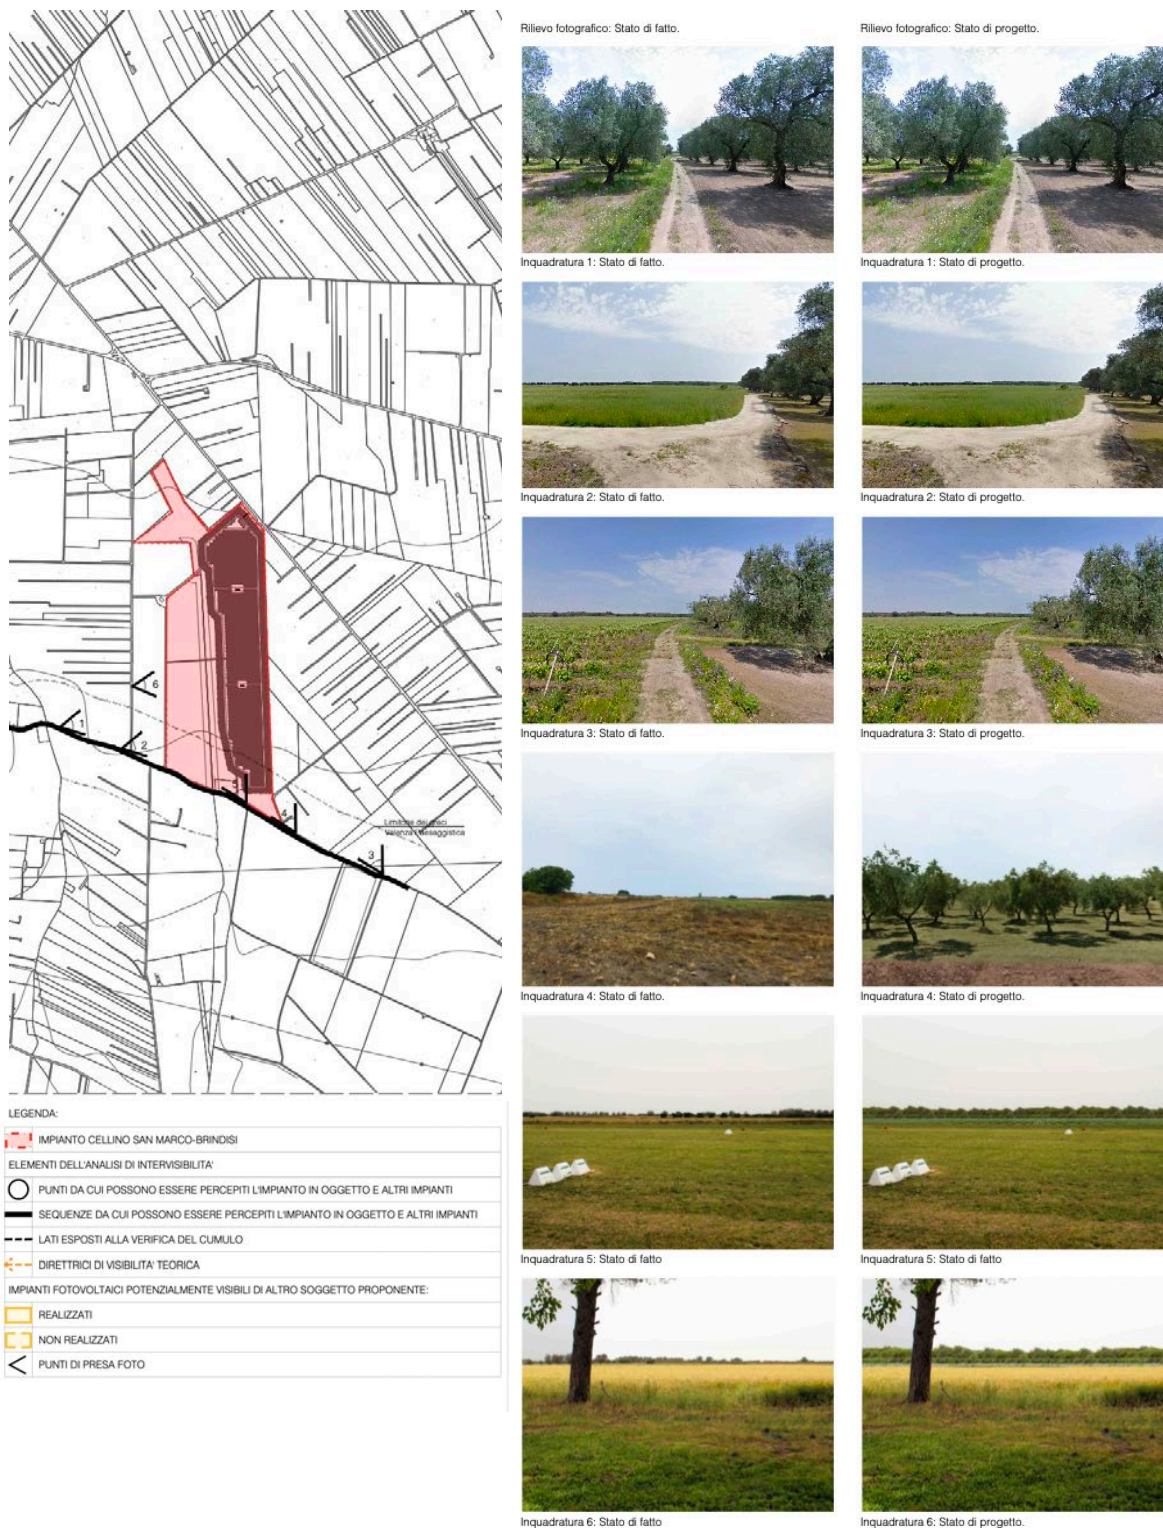 Rilievo fotografico: Stato di fatto.
Rilievo fotografico: Stato di progetto.
Inquadratura 1: Stato di fatto.
Inquadratura 1: Stato di progetto.
Inquadratura 2: Stato di fatto.
Inquadratura 2: Stato di progetto.
Inquadratura 3: Stato di fatto.
Inquadratura 3: Stato di progetto.
Inquadratura 4: Stato di fatto.
Inquadratura 4: Stato di progetto.
Inquadratura 5: Stato di fatto
Inquadratura 5: Stato di fatto
Inquadratura 6: Stato di fatto
Inquadratura 6: Stato di progetto.
6
1
2
5
4
3
Limitone dei greci
Valenza Paesaggistica
LEGENDA:
IMPIANTO CELLINO SAN MARCO-BRINDISI
ELEMENTI DELL'ANALISI DI INTERVISIBILITA'
PUNTI DA CUI POSSONO ESSERE PERCEPITI L'IMPIANTO IN OGGETTO E ALTRI IMPIANTI
SEQUENZE DA CUI POSSONO ESSERE PERCEPITI L'IMPIANTO IN OGGETTO E ALTRI IMPIANTI
LATI ESPOSTI ALLA VERIFICA DEL CUMULO
DIRETTRICI DI VISIBILITA' TEORICA
IMPIANTI FOTOVOLTAICI POTENZIALMENTE VISIBILI DI ALTRO SOGGETTO PROPONENTE:
REALIZZATI
NON REALIZZATI
PUNTI DI PRESA FOTO